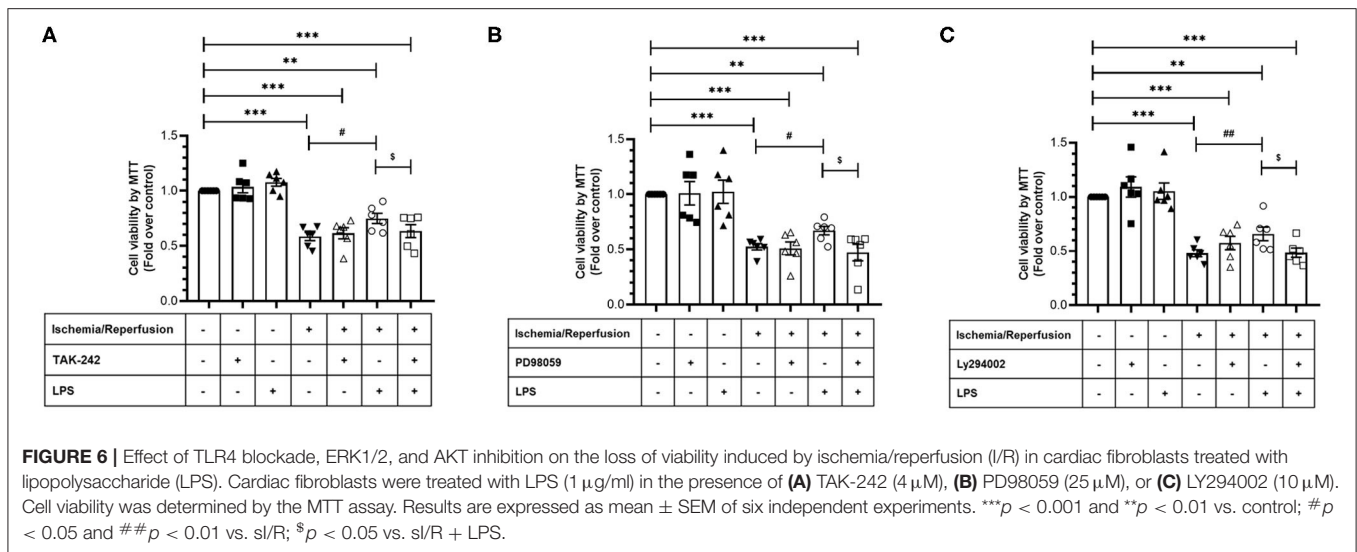 A
***
**
***
***
#
$
1.5
1.0
0.5
0.0
Cell viability by MTT
(Fold over control)
Ischemia/Reperfusion - - - + + + +
TAK-242 - + - - + - +
LPS - - + - - + +
B
***
**
***
***
#
$
1.5
1.0
0.5
0.0
Cell viability by MTT
(Fold over control)
Ischemia/Reperfusion - - - + + + +
PD98059 - + - - + - +
LPS - - + - - + +
C
***
**
***
***
##
$
1.5
1.0
0.5
0.0
Cell viability by MTT
(Fold over control)
Ischemia/Reperfusion - - - + + + +
Ly294002 - + - - + - +
LPS - - + - - + +
FIGURE 6 | Effect of TLR4 blockade, ERK1/2, and AKT inhibition on the loss of viability induced by ischemia/reperfusion (I/R) in cardiac fibroblasts treated with
lipopolysaccharide (LPS). Cardiac fibroblasts were treated with LPS (1 μg/ml) in the presence of (A) TAK-242 (4 μM), (B) PD98059 (25 μM), or (C) LY294002 (10 μM).
Cell viability was determined by the MTT assay. Results are expressed as mean ± SEM of six independent experiments. ***p < 0.001 and **p < 0.01 vs. control; #p
< 0.05 and ##p < 0.01 vs. sI/R; $p < 0.05 vs. sI/R + LPS.